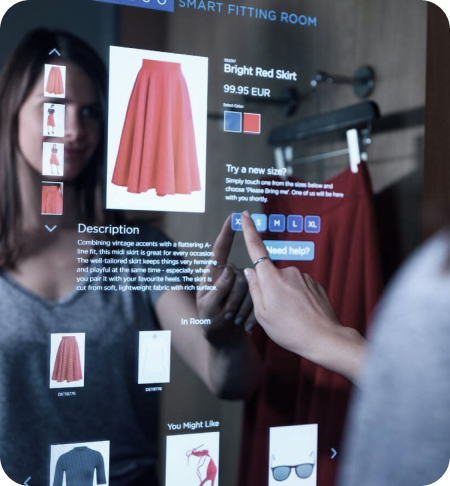 SMART FITTING ROOM
Bright Red Skirt
99.95 EUR
Select Color:
Try a new size?
Simply touch one from the sizes below and
choose 'Please Bring me'. One of us will be here
with you shortly.
S M L XL
Need help?
Description
Combining vintage accents with a flattering A-
line fit, this midi skirt is great for every occasion.
The well-tailored skirt keeps things very feminine
and playful at the same time - especially when
you pair it with your favourite heels. The skirt is
cut from soft, lightweight fabric with rich surface.
In Room
You Might Like